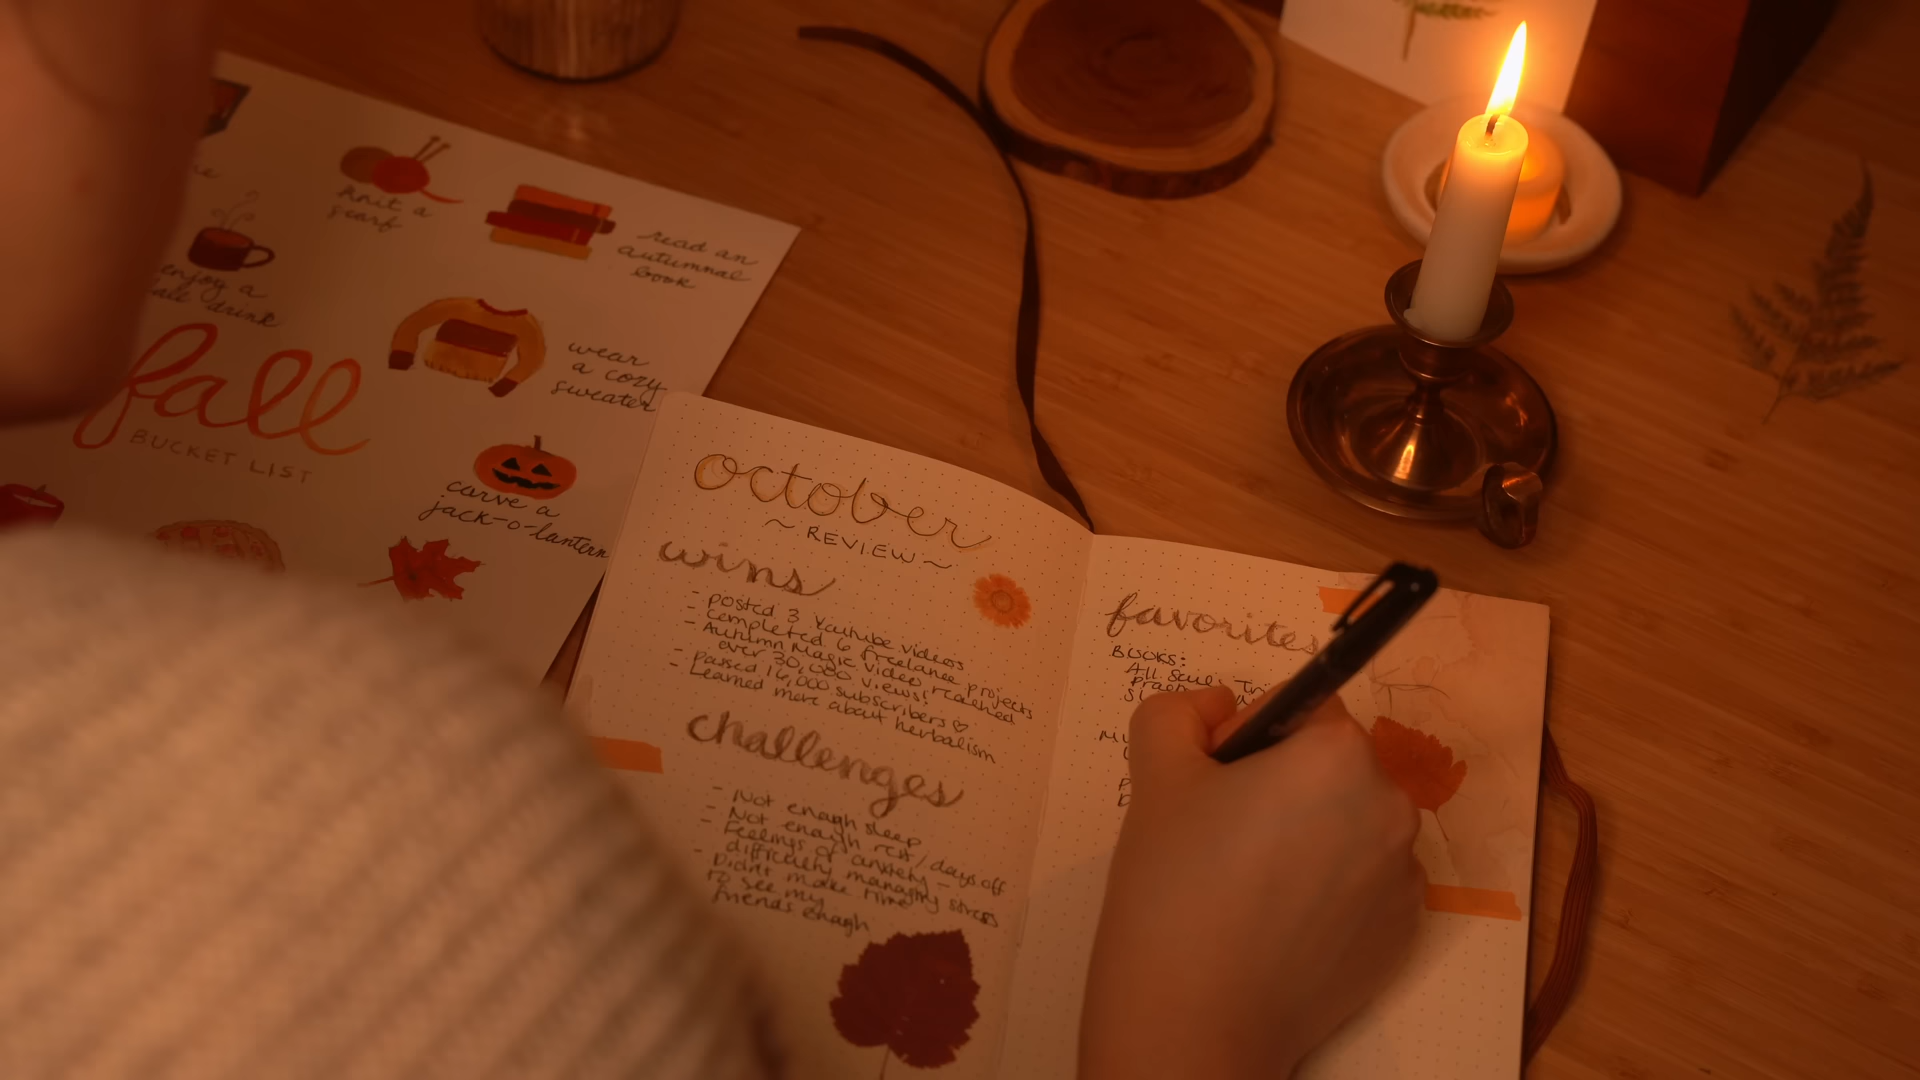 knit a
scarf
read an
autumnal
book
enjoy a
fall drink
wear
a cozy
sweater
fall
BUCKET LIST
carve a
jack-o-lantern
october
~ REVIEW ~
wins
- posted 3 Youtube videos
- Completed 6 freelance projects
- Autumn Magic video reached
over 30,000 views!
- Passed 16,000 subscribers ♡
- Learned more about herbalism
challenges
- Not enough sleep
- Not enough rest / days off
- Feelings of anxiety -
difficulty managing stress
- Didn't make time
to see my
friends enough
favorites
BOOKS:
All